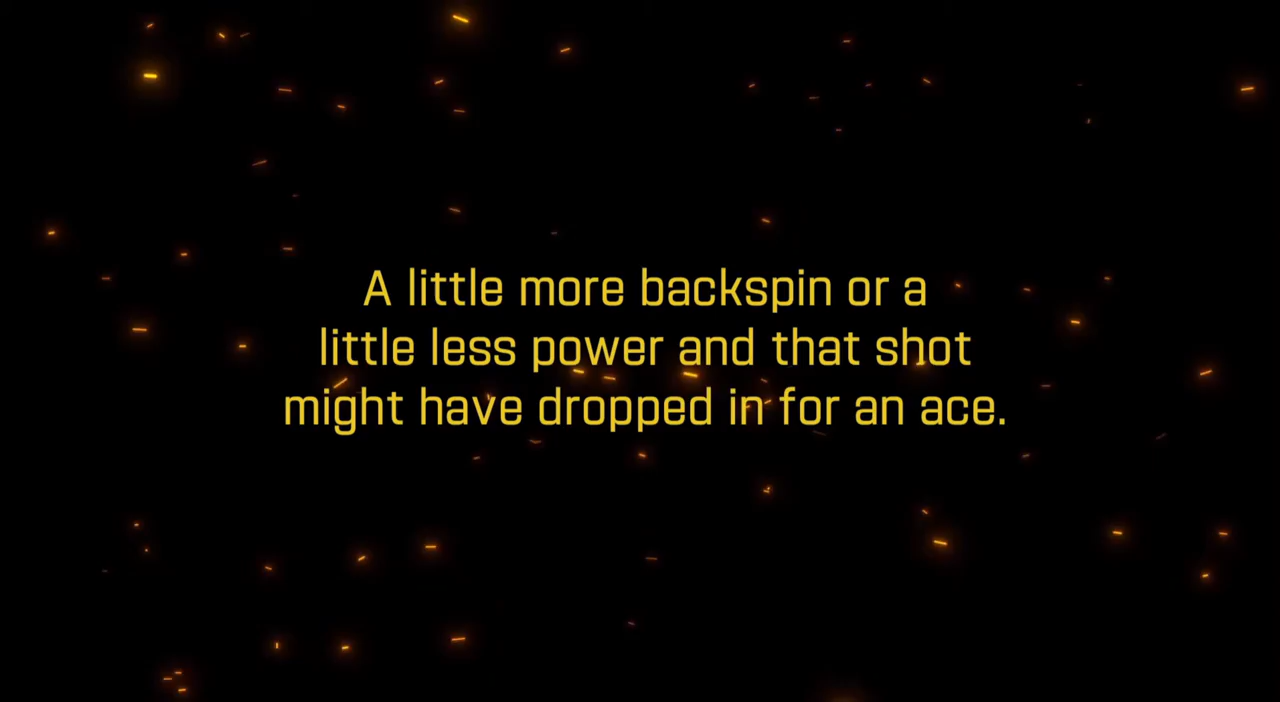 A little more backspin or a
little less power and that shot
might have dropped in for an ace.